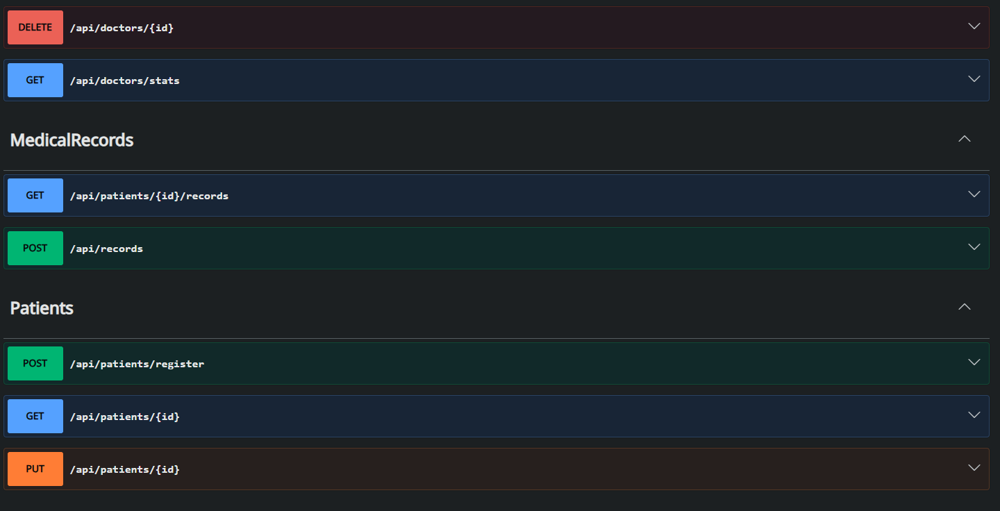 DELETE /api/doctors/{id}
GET /api/doctors/stats
MedicalRecords
GET /api/patients/{id}/records
POST /api/records
Patients
POST /api/patients/register
GET /api/patients/{id}
PUT /api/patients/{id}